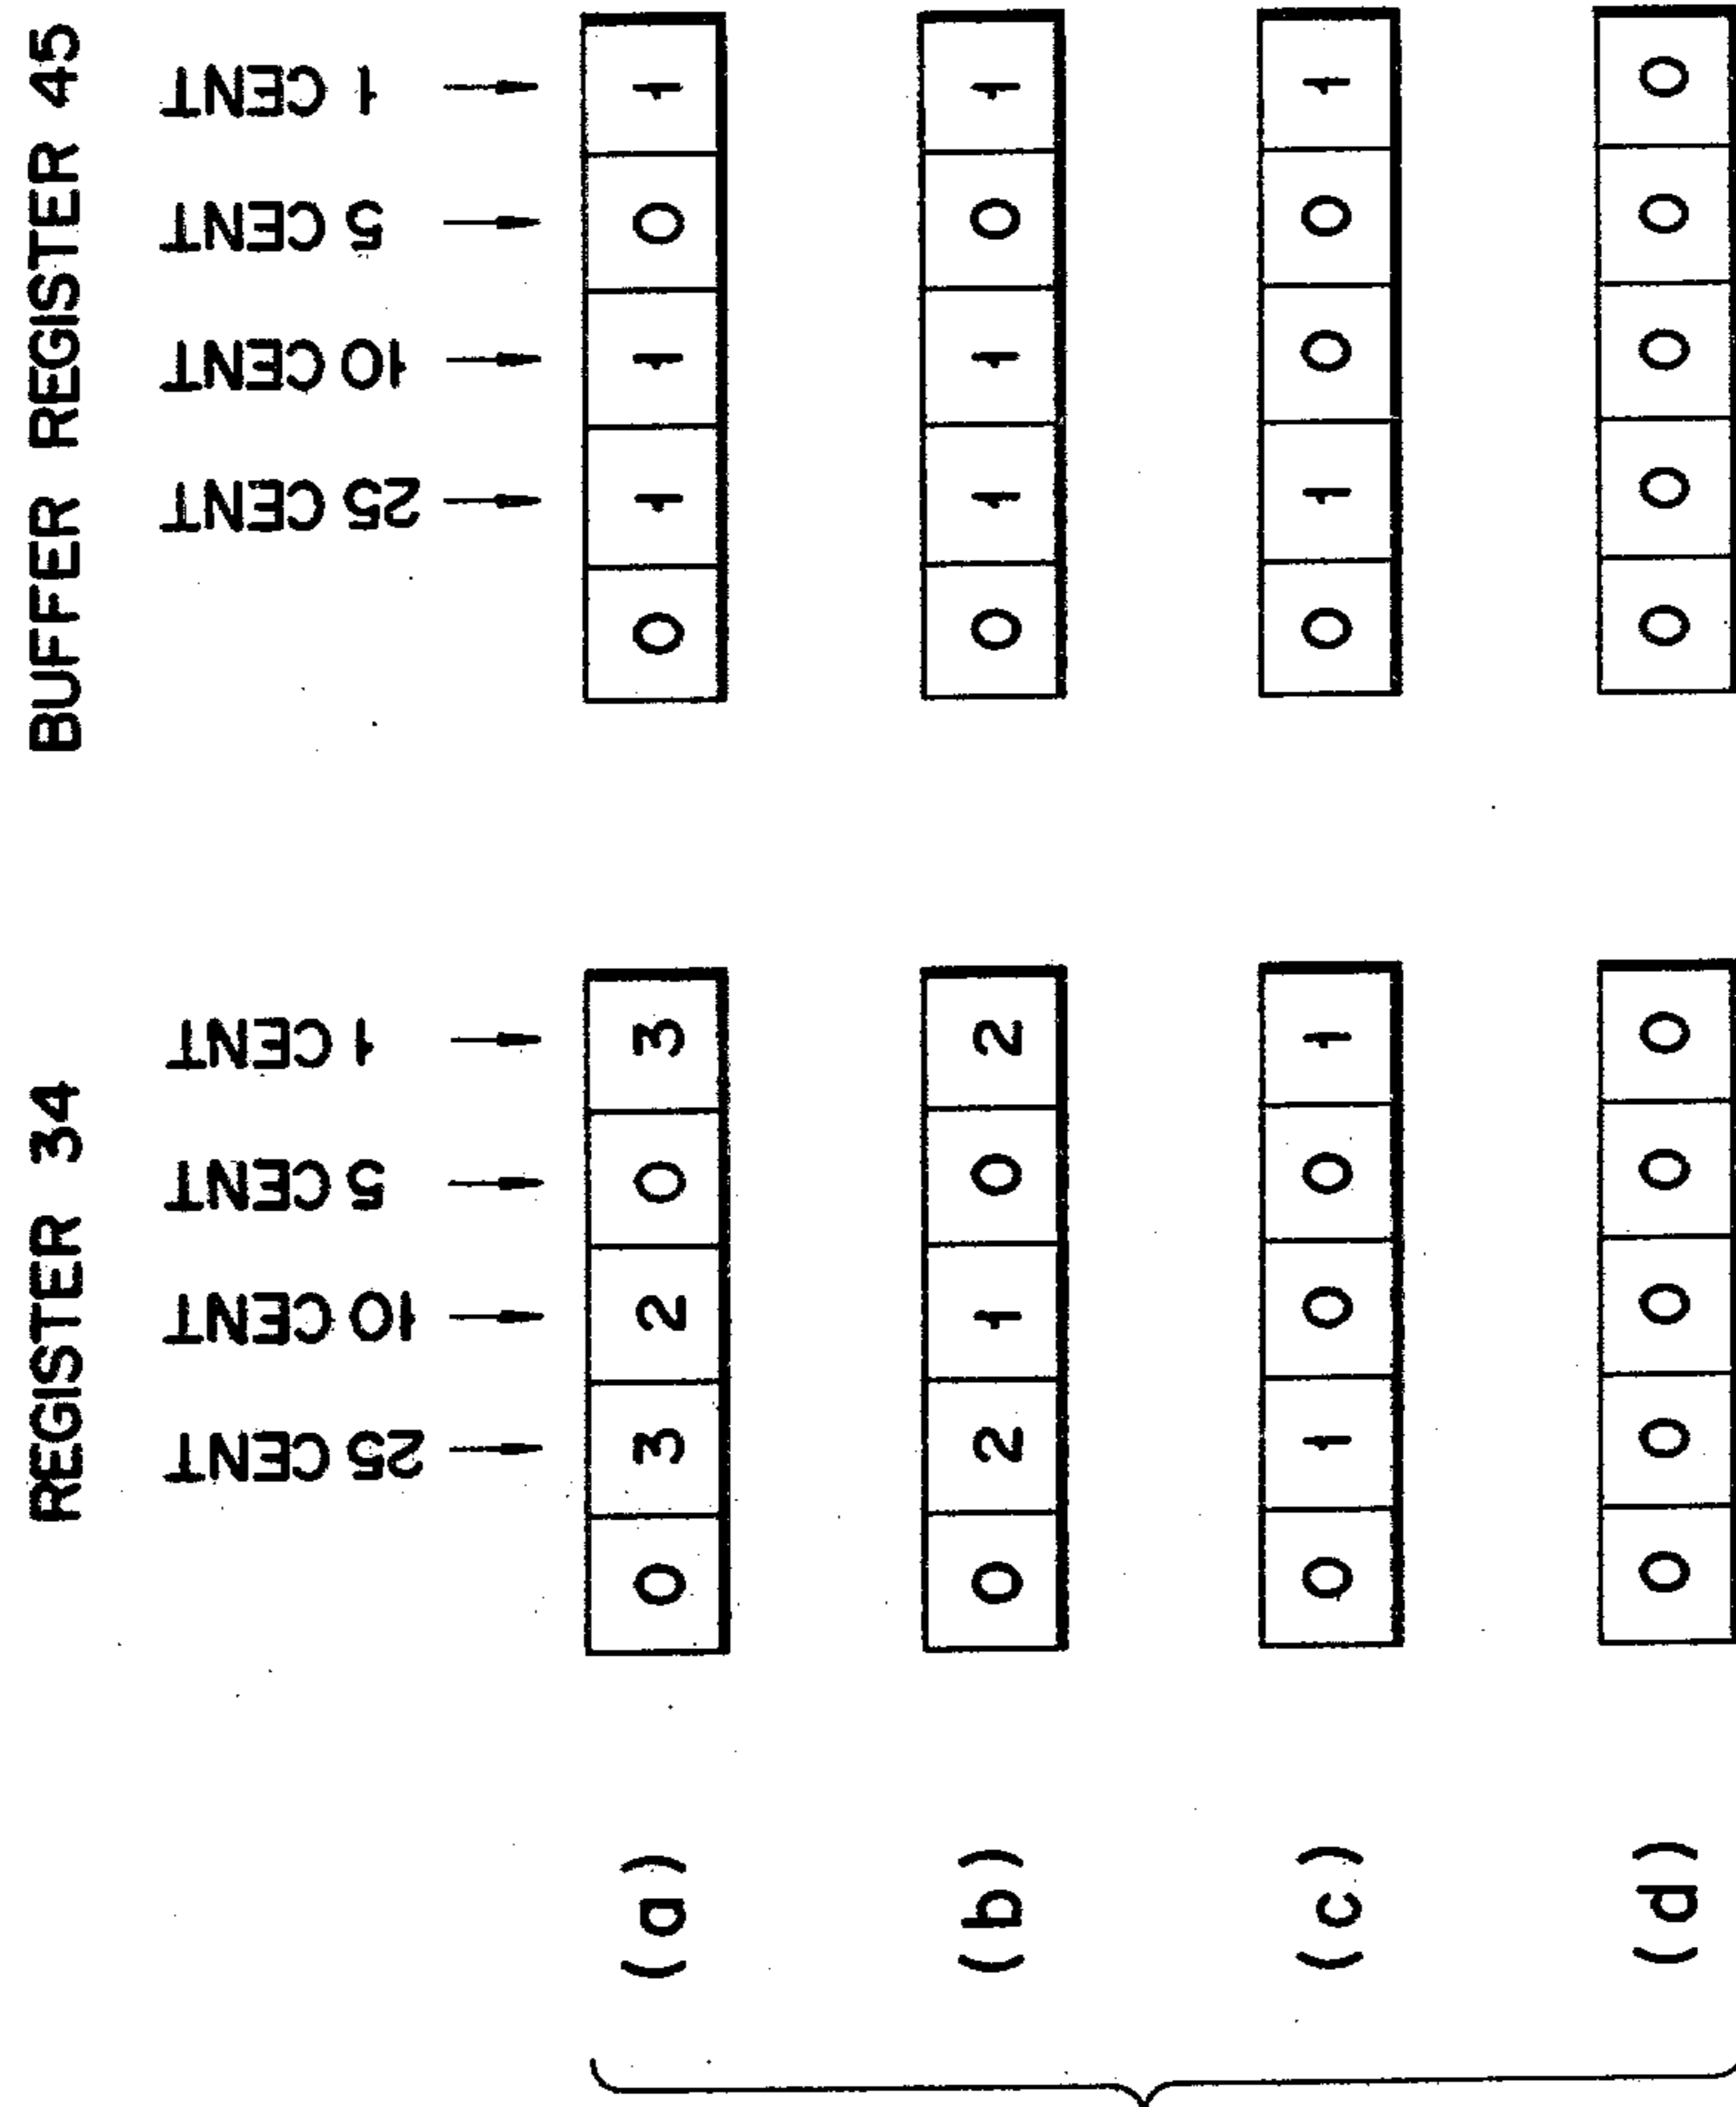 REGISTER 34 BUFFER REGISTER 45
25 CENT 10 CENT 5 CENT 1 CENT 25 CENT 10 CENT 5 CENT 1 CENT
(a) 0 3 2 0 3 0 1 1 0 1
(b) 0 2 1 0 2 0 1 1 0 1
(c) 0 1 0 0 1 0 1 0 0 1
(d) 0 0 0 0 0 0 0 0 0 0